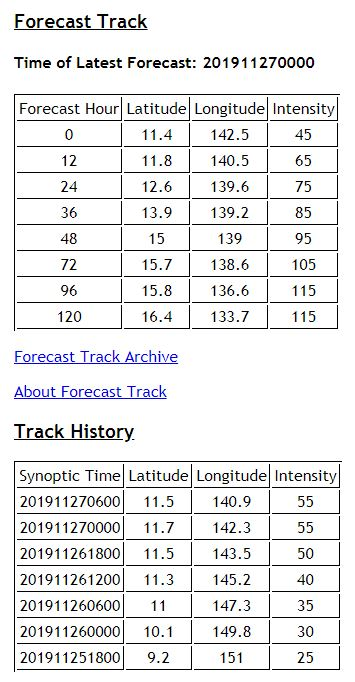 Forecast Track
Time of Latest Forecast: 201911270000
Forecast Hour Latitude Longitude Intensity
0 11.4 142.5 45
12 11.8 140.5 65
24 12.6 139.6 75
36 13.9 139.2 85
48 15 139 95
72 15.7 138.6 105
96 15.8 136.6 115
120 16.4 133.7 115
Forecast Track Archive
About Forecast Track
Track History
Synoptic Time Latitude Longitude Intensity
201911270600 11.5 140.9 55
201911270000 11.7 142.3 55
201911261800 11.5 143.5 50
201911261200 11.3 145.2 40
201911260600 11 147.3 35
201911260000 10.1 149.8 30
201911251800 9.2 151 25